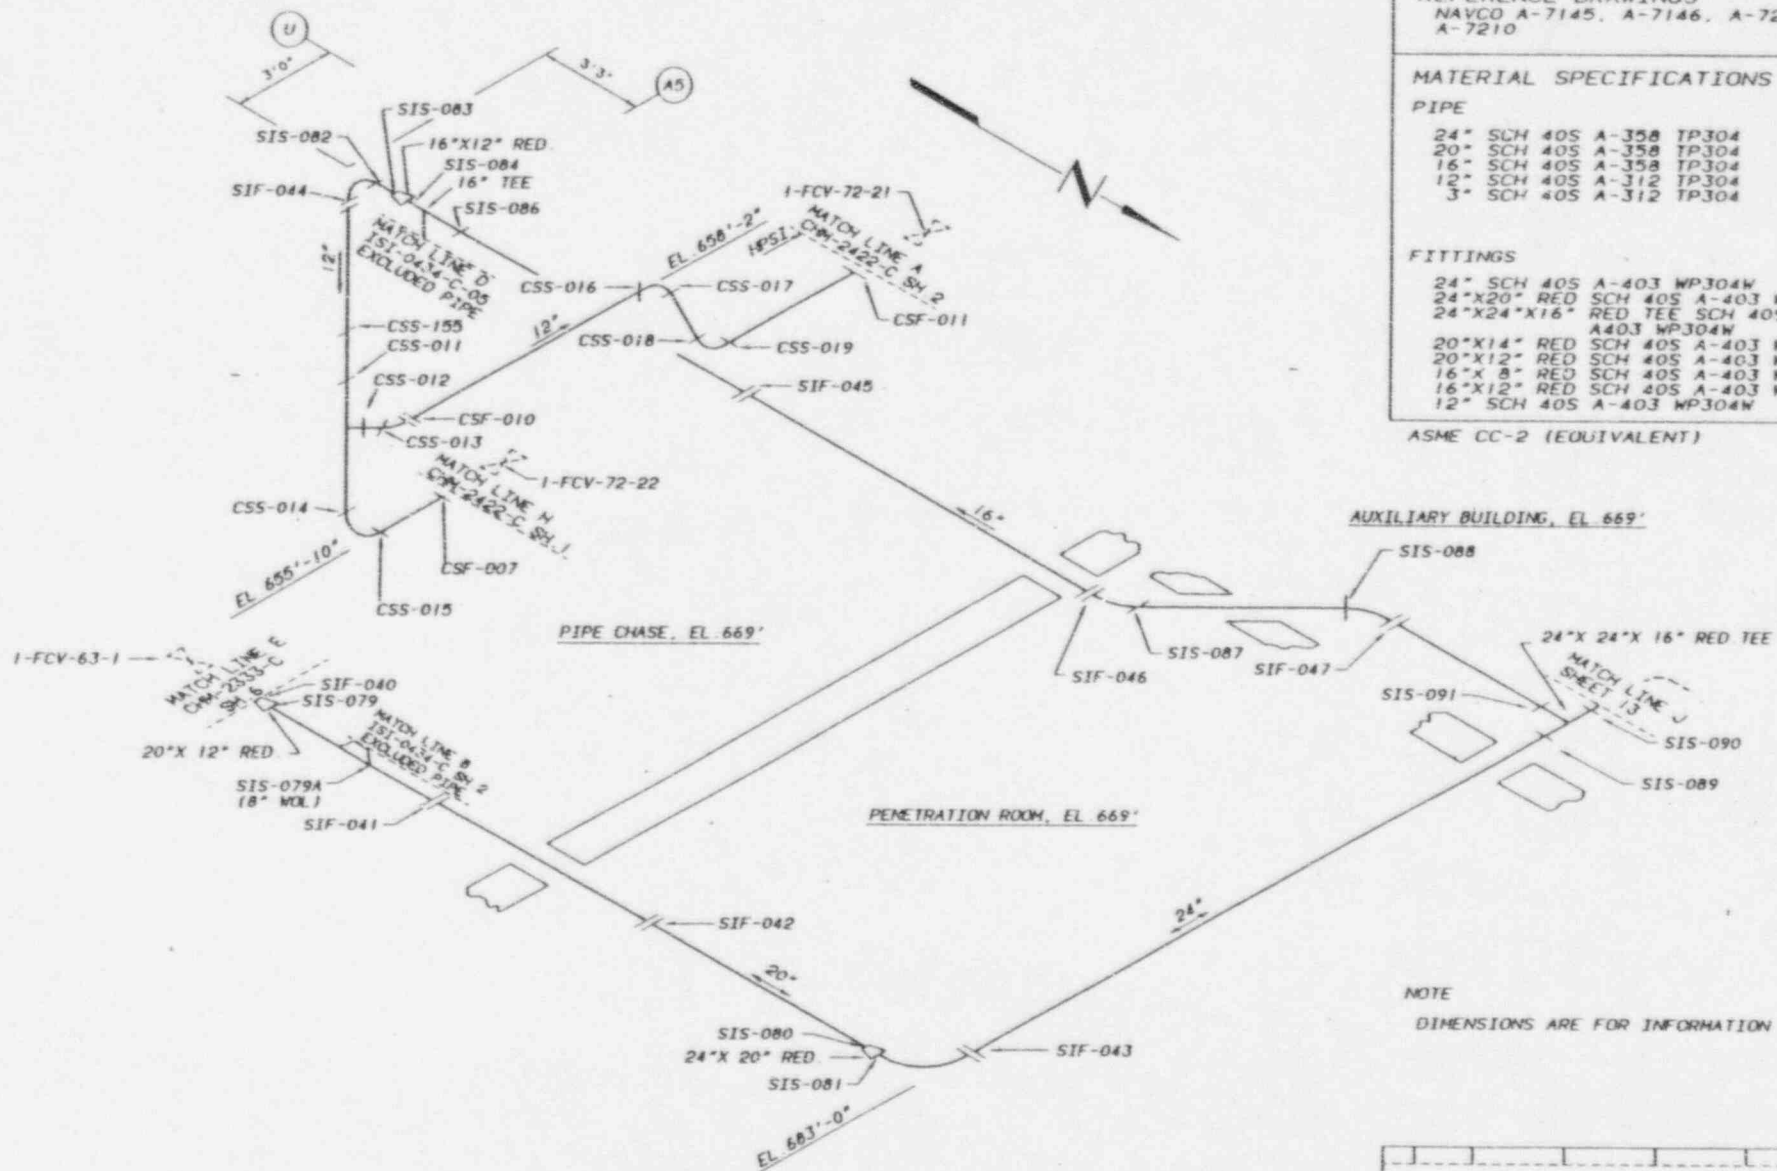 REFERENCE DRAWINGS
NAVCO A-7145, A-7146,
A-7210
MATERIAL SPECIFICATIONS
PIPE
24" SCH 40S A-358 TP304
20" SCH 40S A-358 TP304
16" SCH 40S A-358 TP304
12" SCH 40S A-312 TP304
3" SCH 40S A-312 TP304
FITTINGS
24" SCH 40S A-403 WP304W
24"X20" RED SCH 40S A-403
24"X24"X16" RED TEE SCH 40S
A403 WP304W
20"X14" RED SCH 40S A-403
20"X12" RED SCH 40S A-403
16"X 8" RED SCH 40S A-403
16"X12" RED SCH 40S A-403
12" SCH 40S A-403 WP304W
ASME CC-2 (EQUIVALENT)
U
3'0"
3'3"
A5
N
SIS-083
SIS-082
16"X12" RED
SIS-084
16" TEE
SIF-044
SIS-086
MATCH LINE D
ISI-0434-C-05
EXCLUDED PIPE
12"
1-FCV-72-21
EL 658'-2"
HPSI
MATCH LINE A
CHM-2422-C SH 2
CSS-016
CSS-017
CSF-011
12"
CSS-018
CSS-019
CSS-155
CSS-011
CSS-012
SIF-045
CSF-010
CSS-013
MATCH LINE H
CHM-2422-C SH 1
1-FCV-72-22
CSS-014
EL 655'-10"
CSF-007
CSS-015
16"
AUXILIARY BUILDING, EL 669'
SIS-088
PIPE CHASE, EL 669'
24"X 24"X 16" RED TEE
SIS-087
SIF-046
SIF-047
MATCH LINE J
SHEET 13
SIS-091
SIS-090
SIS-089
1-FCV-63-1
MATCH LINE E
CHM-2333-C
SH 6
SIF-040
SIS-079
20"X 12" RED
MATCH LINE B
ISI-0434-C SH 2
EXCLUDED PIPE
SIS-079A
(8" WOL)
SIF-041
PENETRATION ROOM, EL 669'
SIF-042
24"
20"
SIS-080
24"X 20" RED
SIS-081
SIF-043
EL 683'-0"
NOTE
DIMENSIONS ARE FOR INFORMATION